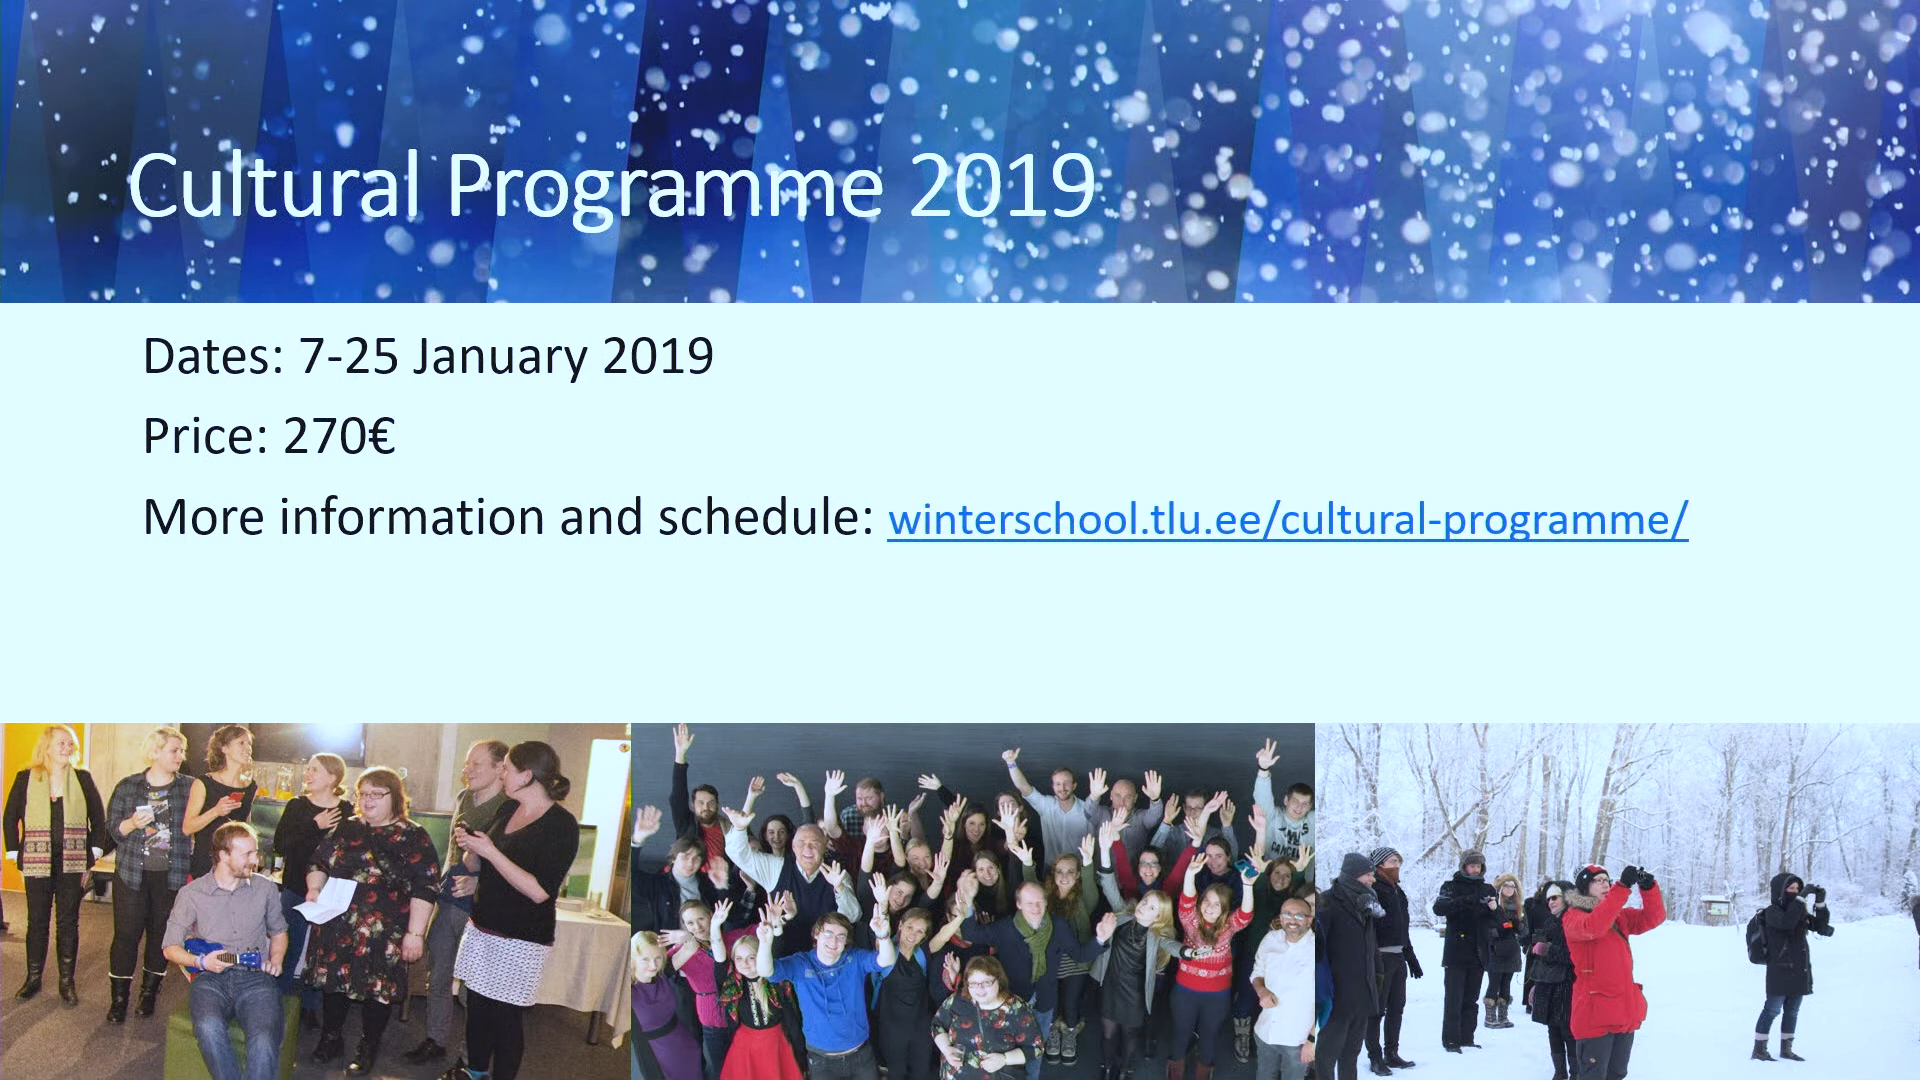 Cultural Programme 2019
Dates: 7-25 January 2019
Price: 270€
More information and schedule: winterschool.tlu.ee/cultural-programme/